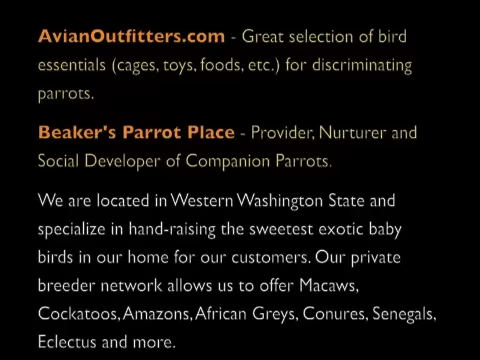 AvianOutfitters.com - Great selection of bird
essentials (cages, toys, foods, etc.) for discriminating
parrots.
Beaker's Parrot Place - Provider, Nurturer and
Social Developer of Companion Parrots.
We are located in Western Washington State and
specialize in hand-raising the sweetest exotic baby
birds in our home for our customers. Our private
breeder network allows us to offer Macaws,
Cockatoos, Amazons, African Greys, Conures, Senegals,
Eclectus and more.